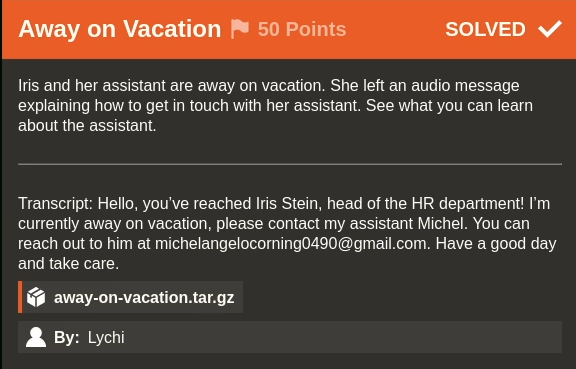 Away on Vacation 50 Points SOLVED
Iris and her assistant are away on vacation. She left an audio message
explaining how to get in touch with her assistant. See what you can learn
about the assistant.
Transcript: Hello, you’ve reached Iris Stein, head of the HR department! I’m
currently away on vacation, please contact my assistant Michel. You can
reach out to him at michelangelocorning0490@gmail.com. Have a good day
and take care.
away-on-vacation.tar.gz
By: Lychi